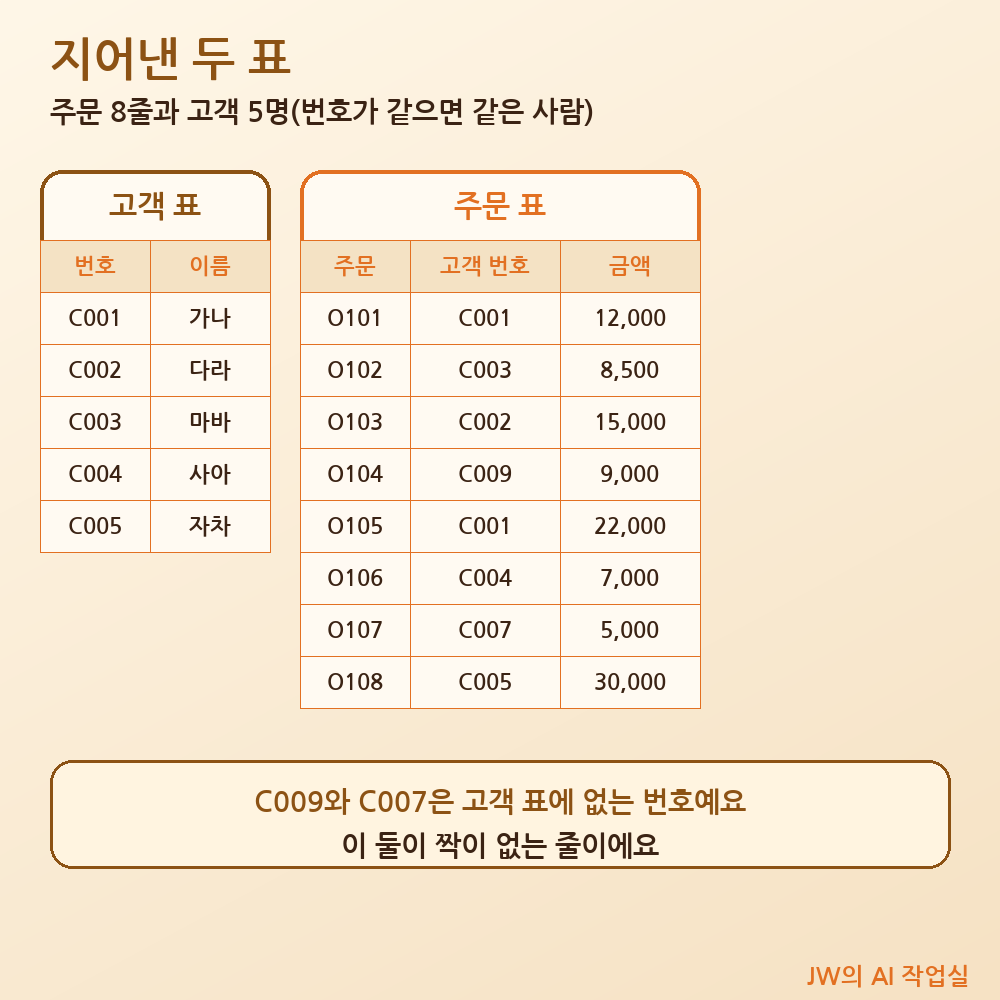 지어낸 두 표
주문 8줄과 고객 5명(번호가 같으면 같은 사람)
고객 표
번호 이름
C001 가나
C002 다라
C003 마바
C004 사아
C005 자차
주문 표
주문 고객 번호 금액
O101 C001 12,000
O102 C003 8,500
O103 C002 15,000
O104 C009 9,000
O105 C001 22,000
O106 C004 7,000
O107 C007 5,000
O108 C005 30,000
C009와 C007은 고객 표에 없는 번호예요
이 둘이 짝이 없는 줄이에요
JW의 AI 작업실